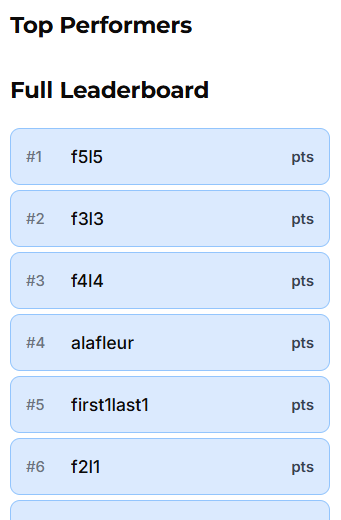 Top Performers
Full Leaderboard
#1 f5l5 pts
#2 f3l3 pts
#3 f4l4 pts
#4 alafleur pts
#5 first1last1 pts
#6 f2l1 pts